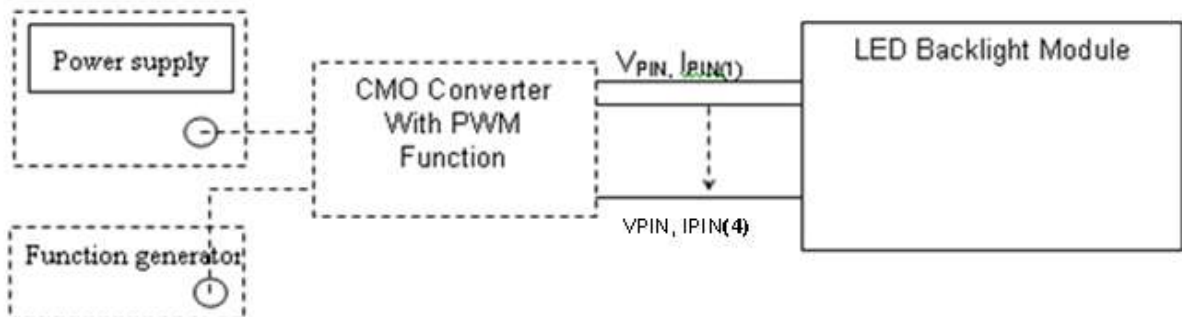 Power supply
CMO Converter
With PWM
Function
VPIN, IPIN(1)
LED Backlight Module
VPIN, IPIN(4)
Function generator